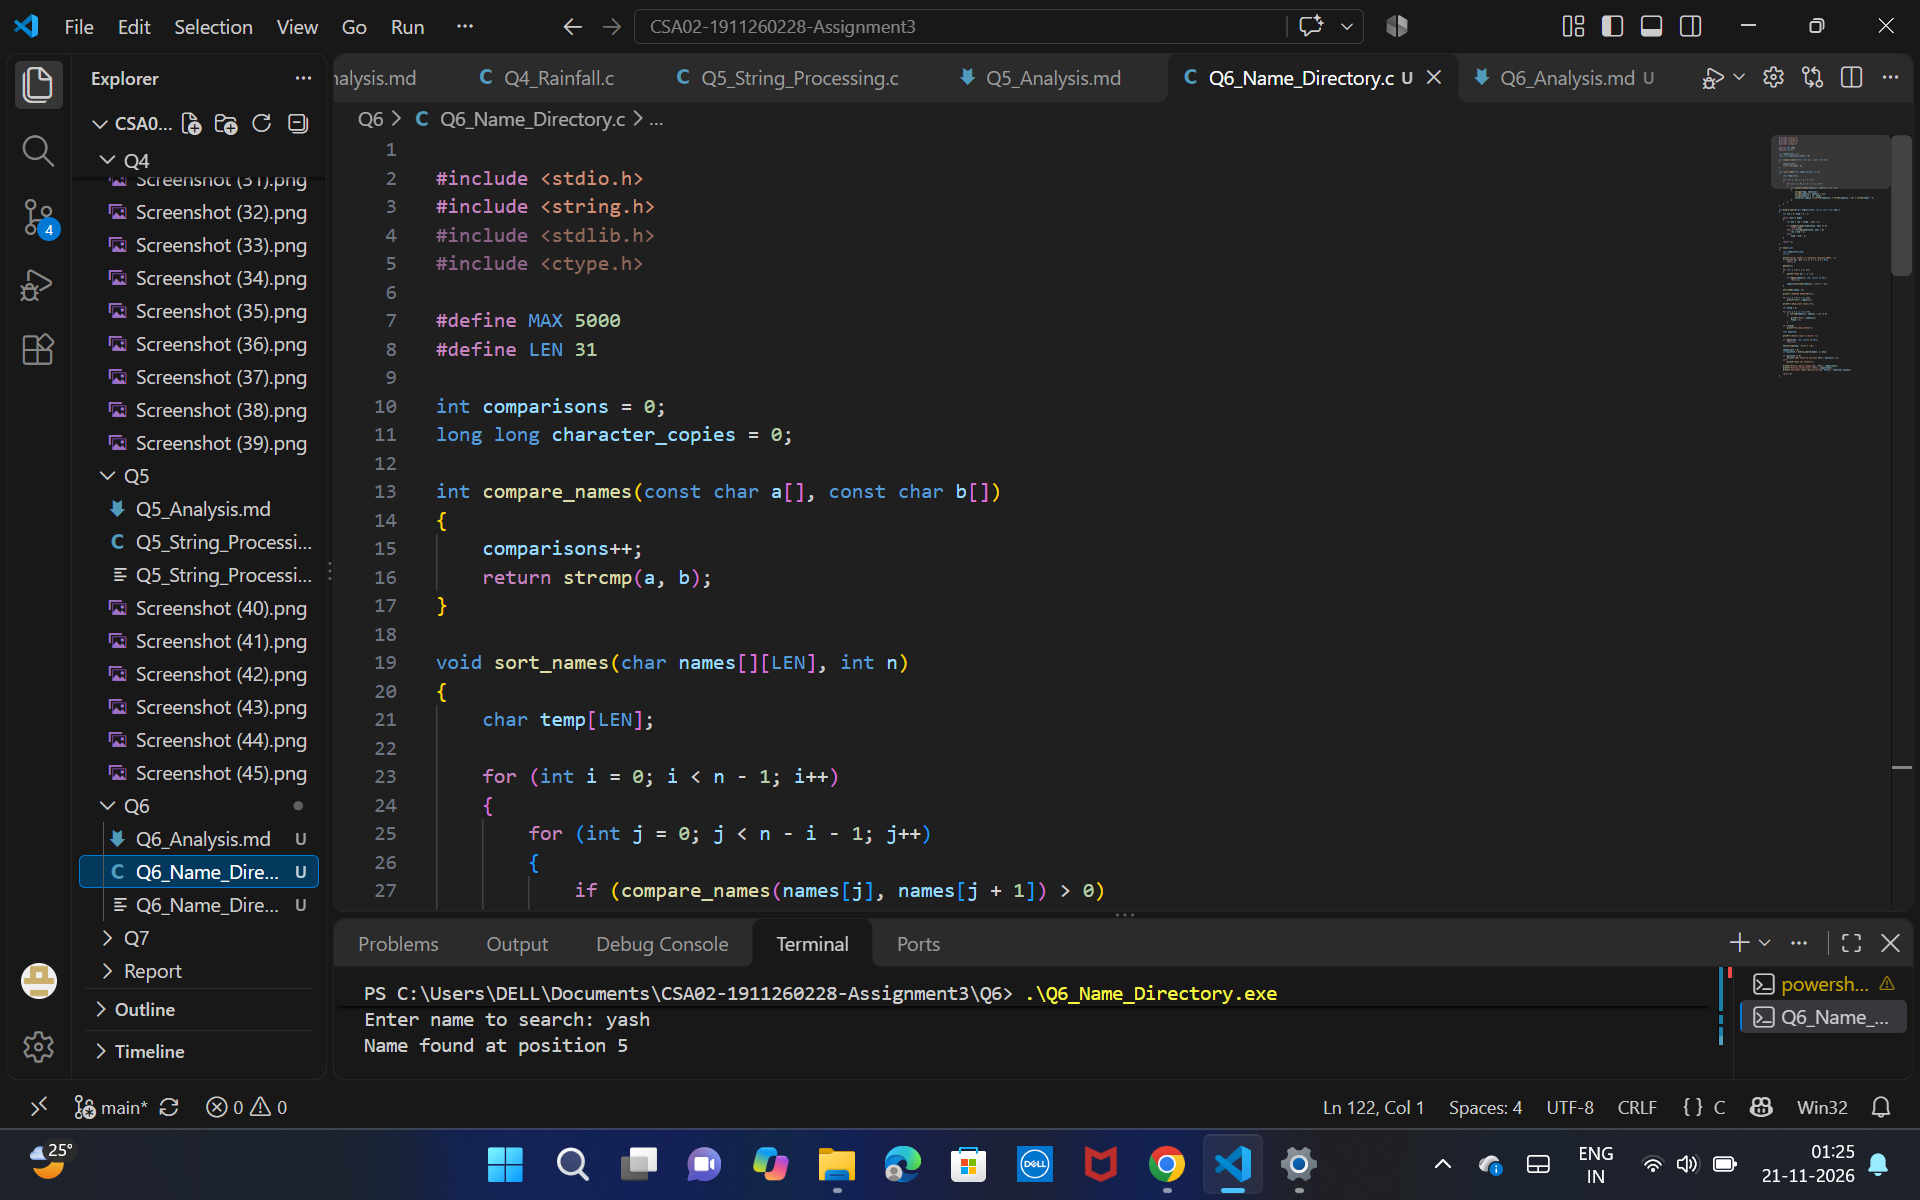 File Edit Selection View Go Run ···
CSA02-1911260228-Assignment3
Explorer ···
nalysis.md Q4_Rainfall.c Q5_String_Processing.c Q5_Analysis.md Q6_Name_Directory.c U Q6_Analysis.md U
CSA0...
Q6 > C Q6_Name_Directory.c > ...
Q4
Screenshot (31).png
Screenshot (32).png
Screenshot (33).png
Screenshot (34).png
Screenshot (35).png
Screenshot (36).png
Screenshot (37).png
Screenshot (38).png
Screenshot (39).png
Q5
Q5_Analysis.md
C Q5_String_Processi...
Q5_String_Processi...
Screenshot (40).png
Screenshot (41).png
Screenshot (42).png
Screenshot (43).png
Screenshot (44).png
Screenshot (45).png
Q6
Q6_Analysis.md U
C Q6_Name_Dire... U
Q6_Name_Dire... U
Q7
Report
Outline
Timeline
4
1
2 #include <stdio.h>
3 #include <string.h>
4 #include <stdlib.h>
5 #include <ctype.h>
6
7 #define MAX 5000
8 #define LEN 31
9
10 int comparisons = 0;
11 long long character_copies = 0;
12
13 int compare_names(const char a[], const char b[])
14 {
15 comparisons++;
16 return strcmp(a, b);
17 }
18
19 void sort_names(char names[][LEN], int n)
20 {
21 char temp[LEN];
22
23 for (int i = 0; i < n - 1; i++)
24 {
25 for (int j = 0; j < n - i - 1; j++)
26 {
27 if (compare_names(names[j], names[j + 1]) > 0)
Problems Output Debug Console Terminal Ports
PS C:\Users\DELL\Documents\CSA02-1911260228-Assignment3\Q6> .\Q6_Name_Directory.exe
Enter name to search: yash
Name found at position 5
powersh...
Q6_Name_...
main* 0 0
Ln 122, Col 1 Spaces: 4 UTF-8 CRLF {} C Win32
25°
DELL
ENG
IN
01:25
21-11-2026